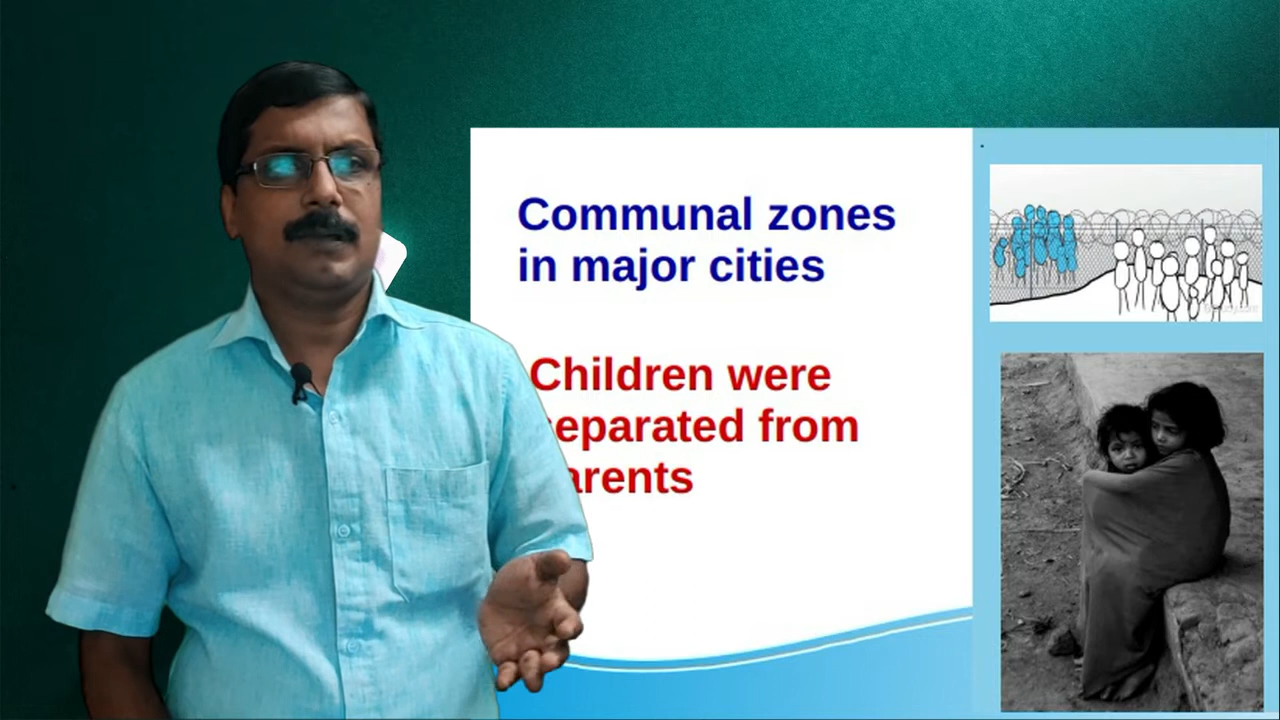 Communal zones
in major cities
Children were
eparated from
arents